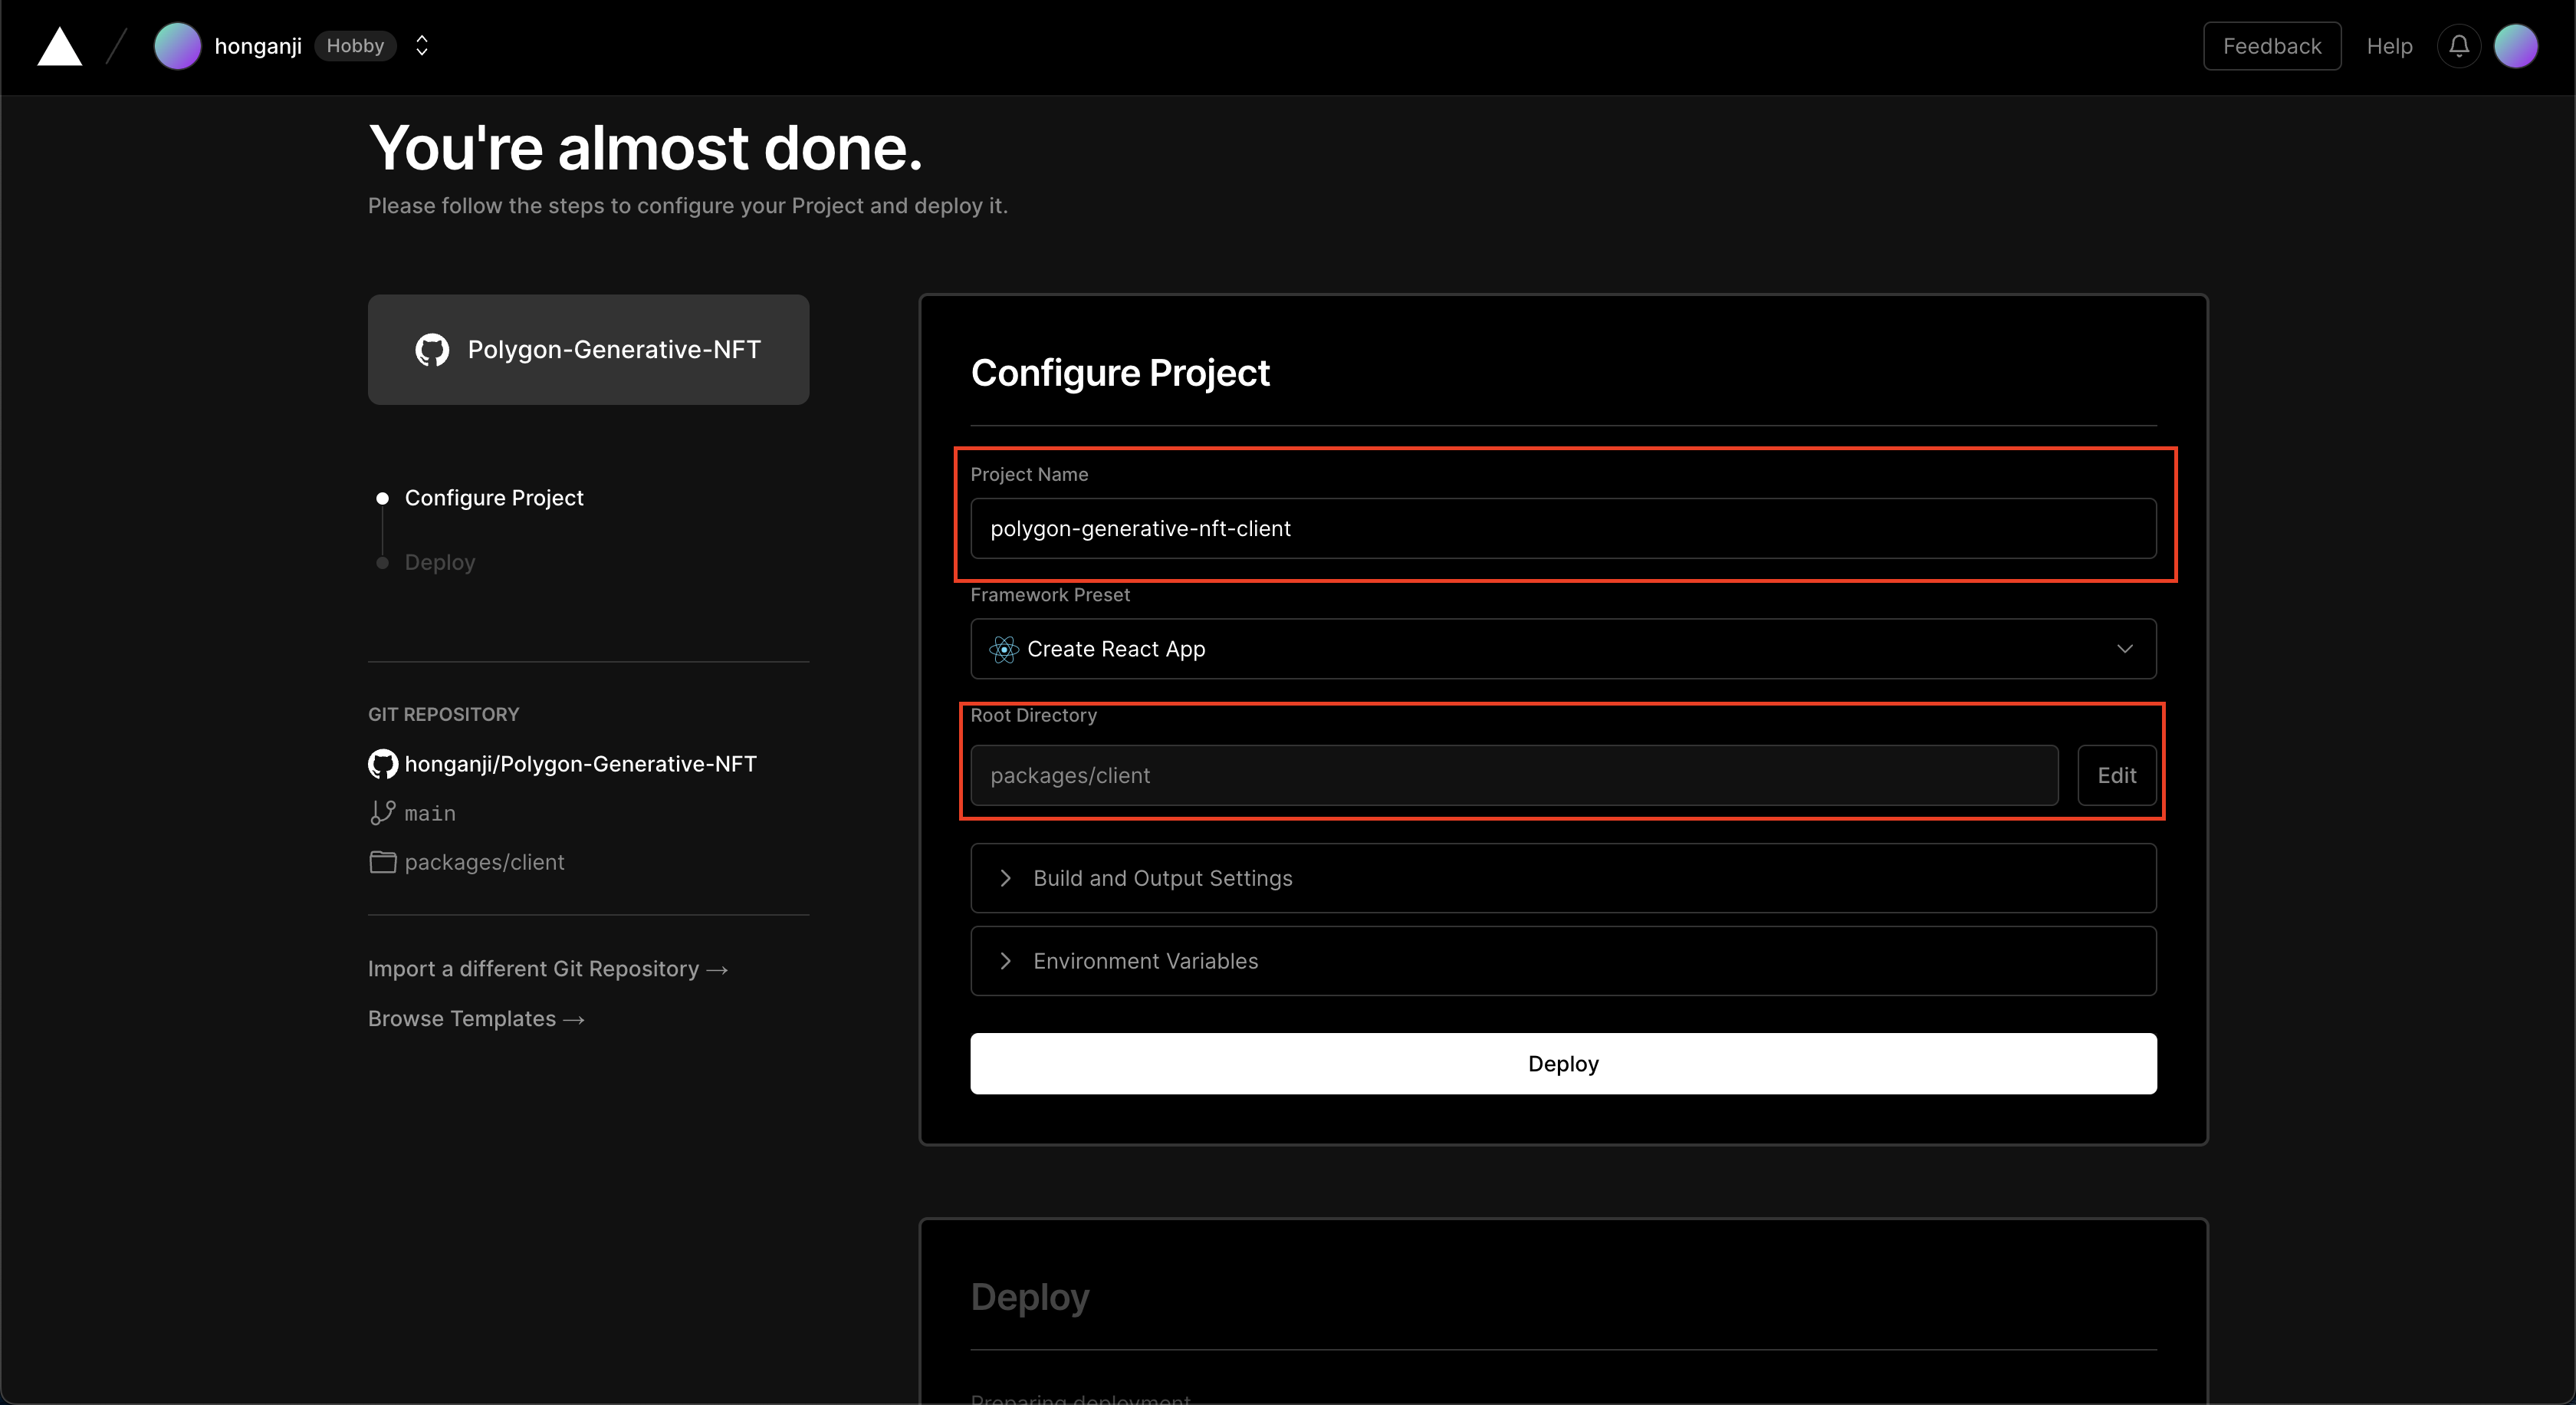 honganji Hobby
Feedback Help
You're almost done.
Please follow the steps to configure your Project and deploy it.
Polygon-Generative-NFT
Configure Project
Deploy
GIT REPOSITORY
honganji/Polygon-Generative-NFT
main
packages/client
Import a different Git Repository →
Browse Templates →
Configure Project
Project Name
polygon-generative-nft-client
Framework Preset
Create React App
Root Directory
packages/client
Edit
Build and Output Settings
Environment Variables
Deploy
Deploy
Preparing deployment